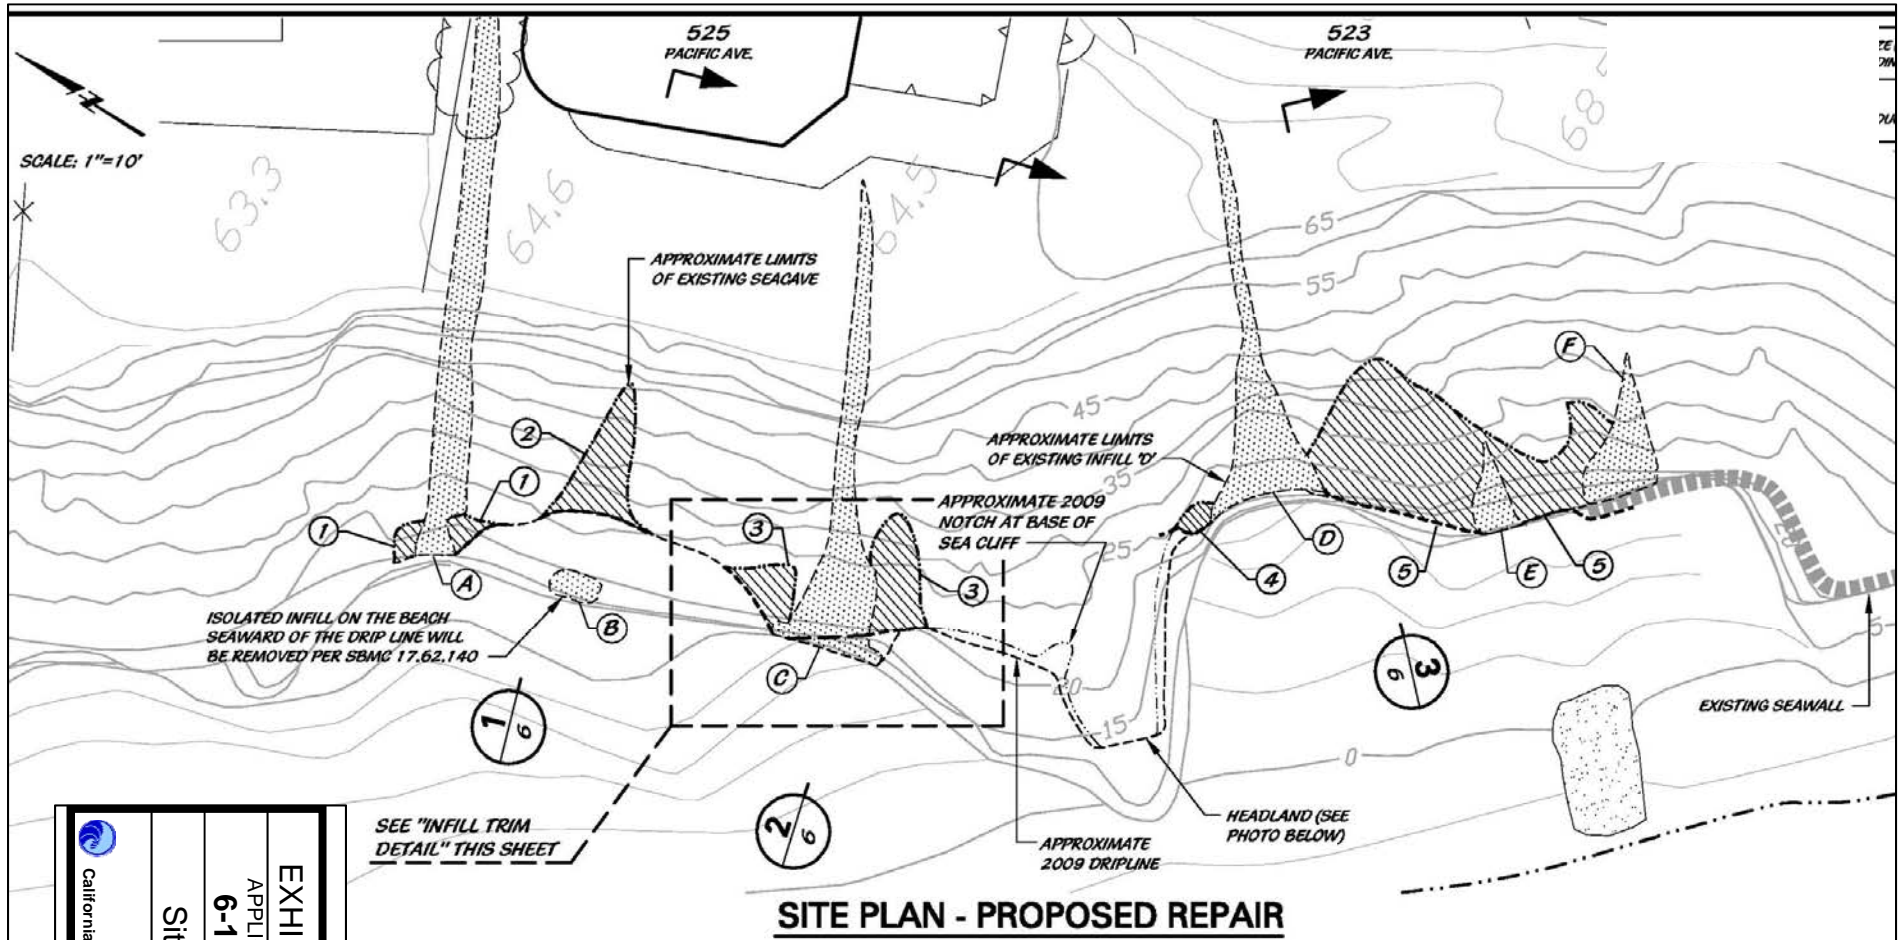 525
PACIFIC AVE.
523
PACIFIC AVE.
SCALE: 1"=10'
63.3
64.6
64.5
68
65
55
45
35
25
20
15
0
5
20
APPROXIMATE LIMITS
OF EXISTING SEACAVE
F
2
1
1
A
APPROXIMATE LIMITS
OF EXISTING INFILL 'D'
APPROXIMATE 2009
NOTCH AT BASE OF
SEA CLIFF
3
3
D
4
5
E
5
ISOLATED INFILL ON THE BEACH
SEAWARD OF THE DRIP LINE WILL
BE REMOVED PER SBMC 17.62.140
B
C
1
6
2
6
3
6
EXISTING SEAWALL
SEE "INFILL TRIM
DETAIL" THIS SHEET
HEADLAND (SEE
PHOTO BELOW)
APPROXIMATE
2009 DRIPLINE
SITE PLAN - PROPOSED REPAIR
EXHI
APPLI
6-1
Sit
California